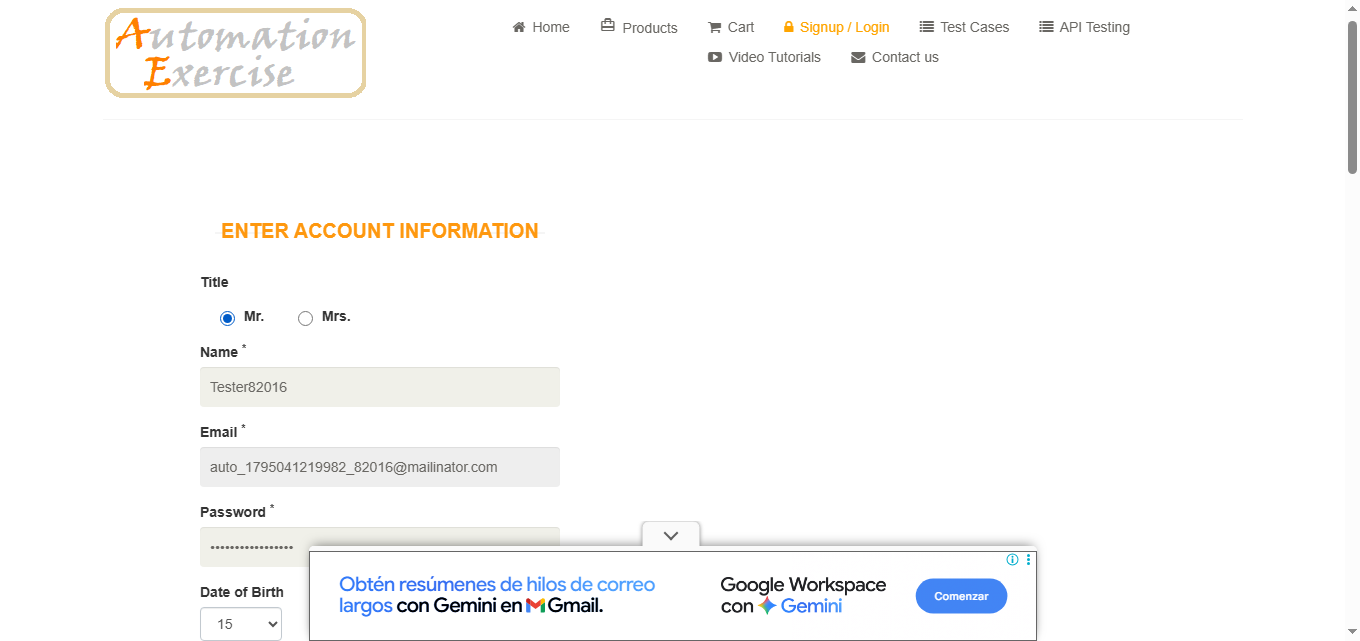 Automation
Exercise
Home
Products
Cart
Signup / Login
Test Cases
API Testing
Video Tutorials
Contact us
ENTER ACCOUNT INFORMATION
Title
Mr.
Mrs.
Name *
Tester82016
Email *
auto_1795041219982_82016@mailinator.com
Password *
•••••••••••••••••
Date of Birth
15
Obtén resúmenes de hilos de correo
largos con Gemini en Gmail.
Google Workspace
con Gemini
Comenzar